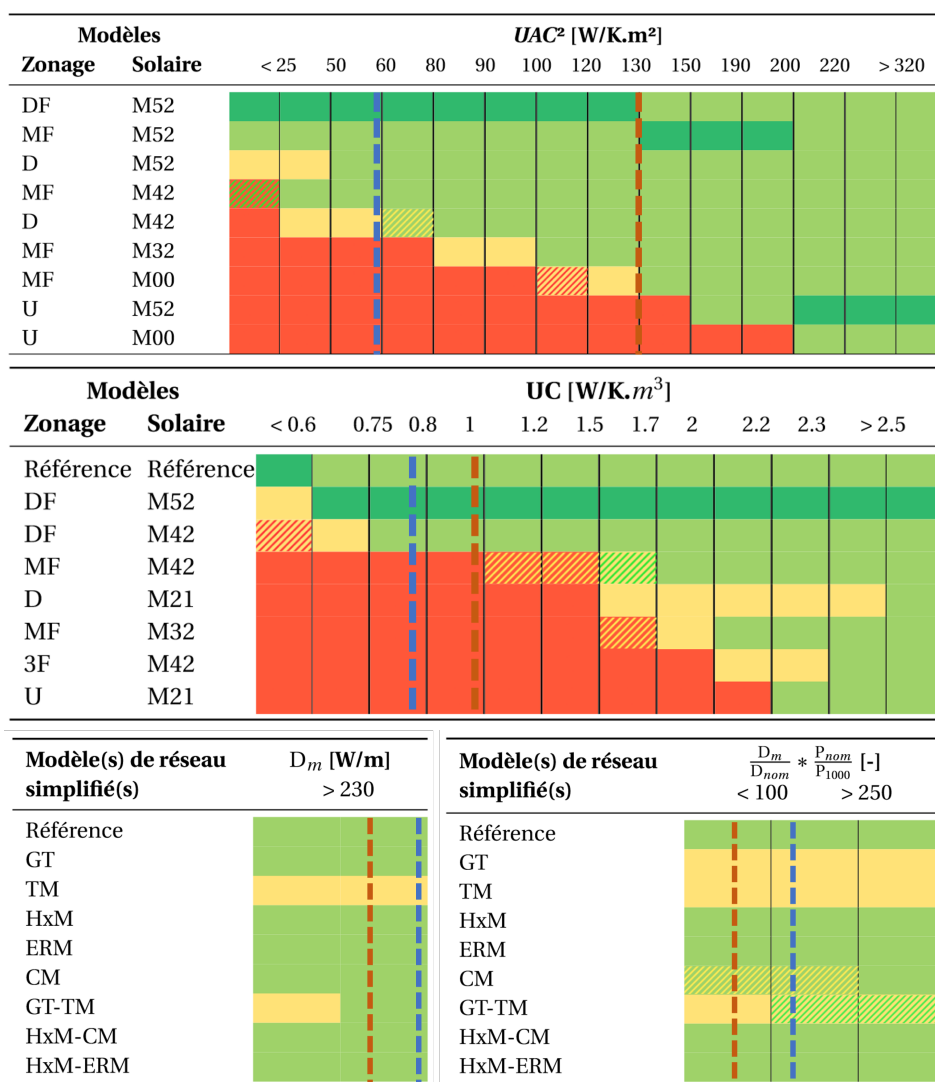 Modèles UAC² [W/K.m²]
Zonage Solaire < 25 50 60 80 90 100 120 130 150 190 200 220 > 320
DF M52
MF M52
D M52
MF M42
D M42
MF M32
MF M00
U M52
U M00
Modèles UC [W/K.m³]
Zonage Solaire < 0.6 0.75 0.8 1 1.2 1.5 1.7 2 2.2 2.3 > 2.5
Référence Référence
DF M52
DF M42
MF M42
D M21
MF M32
3F M42
U M21
Modèle(s) de réseau Dm [W/m]
simplifié(s) > 230
Référence
GT
TM
HxM
ERM
CM
GT-TM
HxM-CM
HxM-ERM
Modèle(s) de réseau Dm/Dnom * Pnom/P1000 [-]
simplifié(s) < 100 > 250
Référence
GT
TM
HxM
ERM
CM
GT-TM
HxM-CM
HxM-ERM